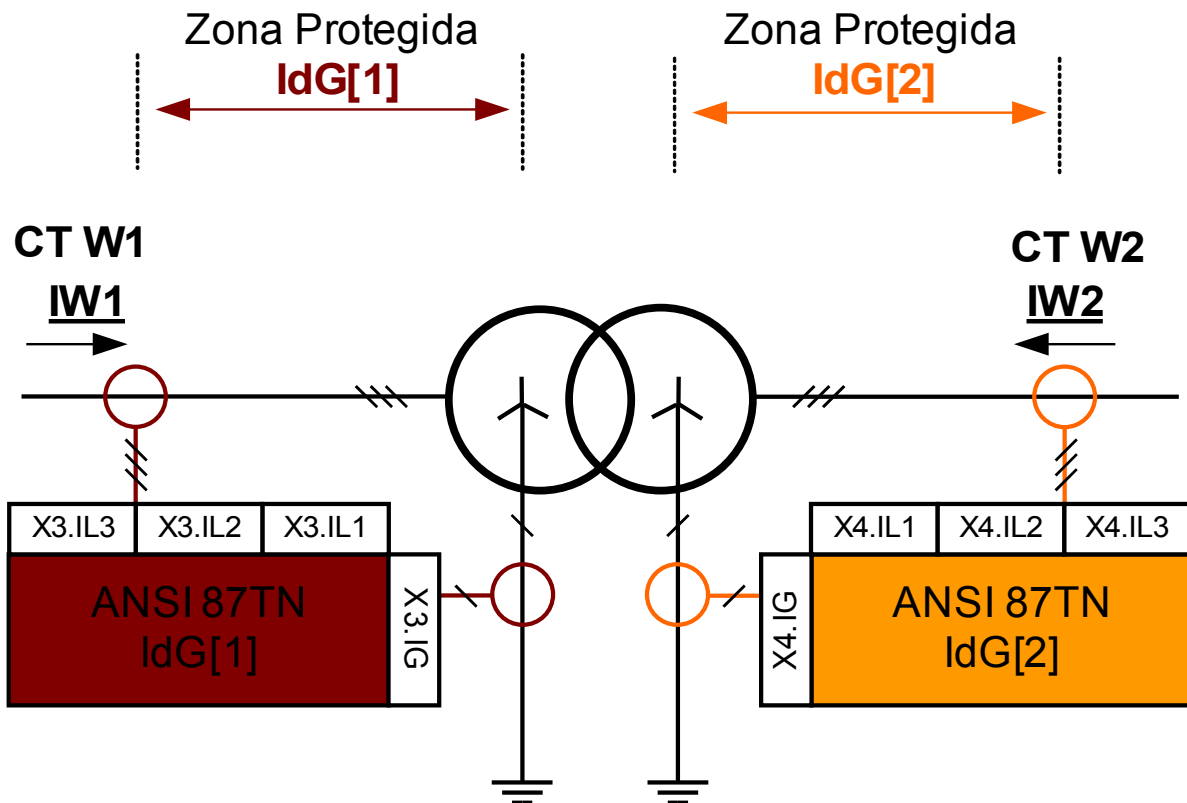 Zona Protegida
IdG[1]
Zona Protegida
IdG[2]
CT W1
IW1
CT W2
IW2
X3.IL3
X3.IL2
X3.IL1
ANSI 87TN
IdG[1]
X3.IG
X4.IL1
X4.IL2
X4.IL3
X4.IG
ANSI 87TN
IdG[2]